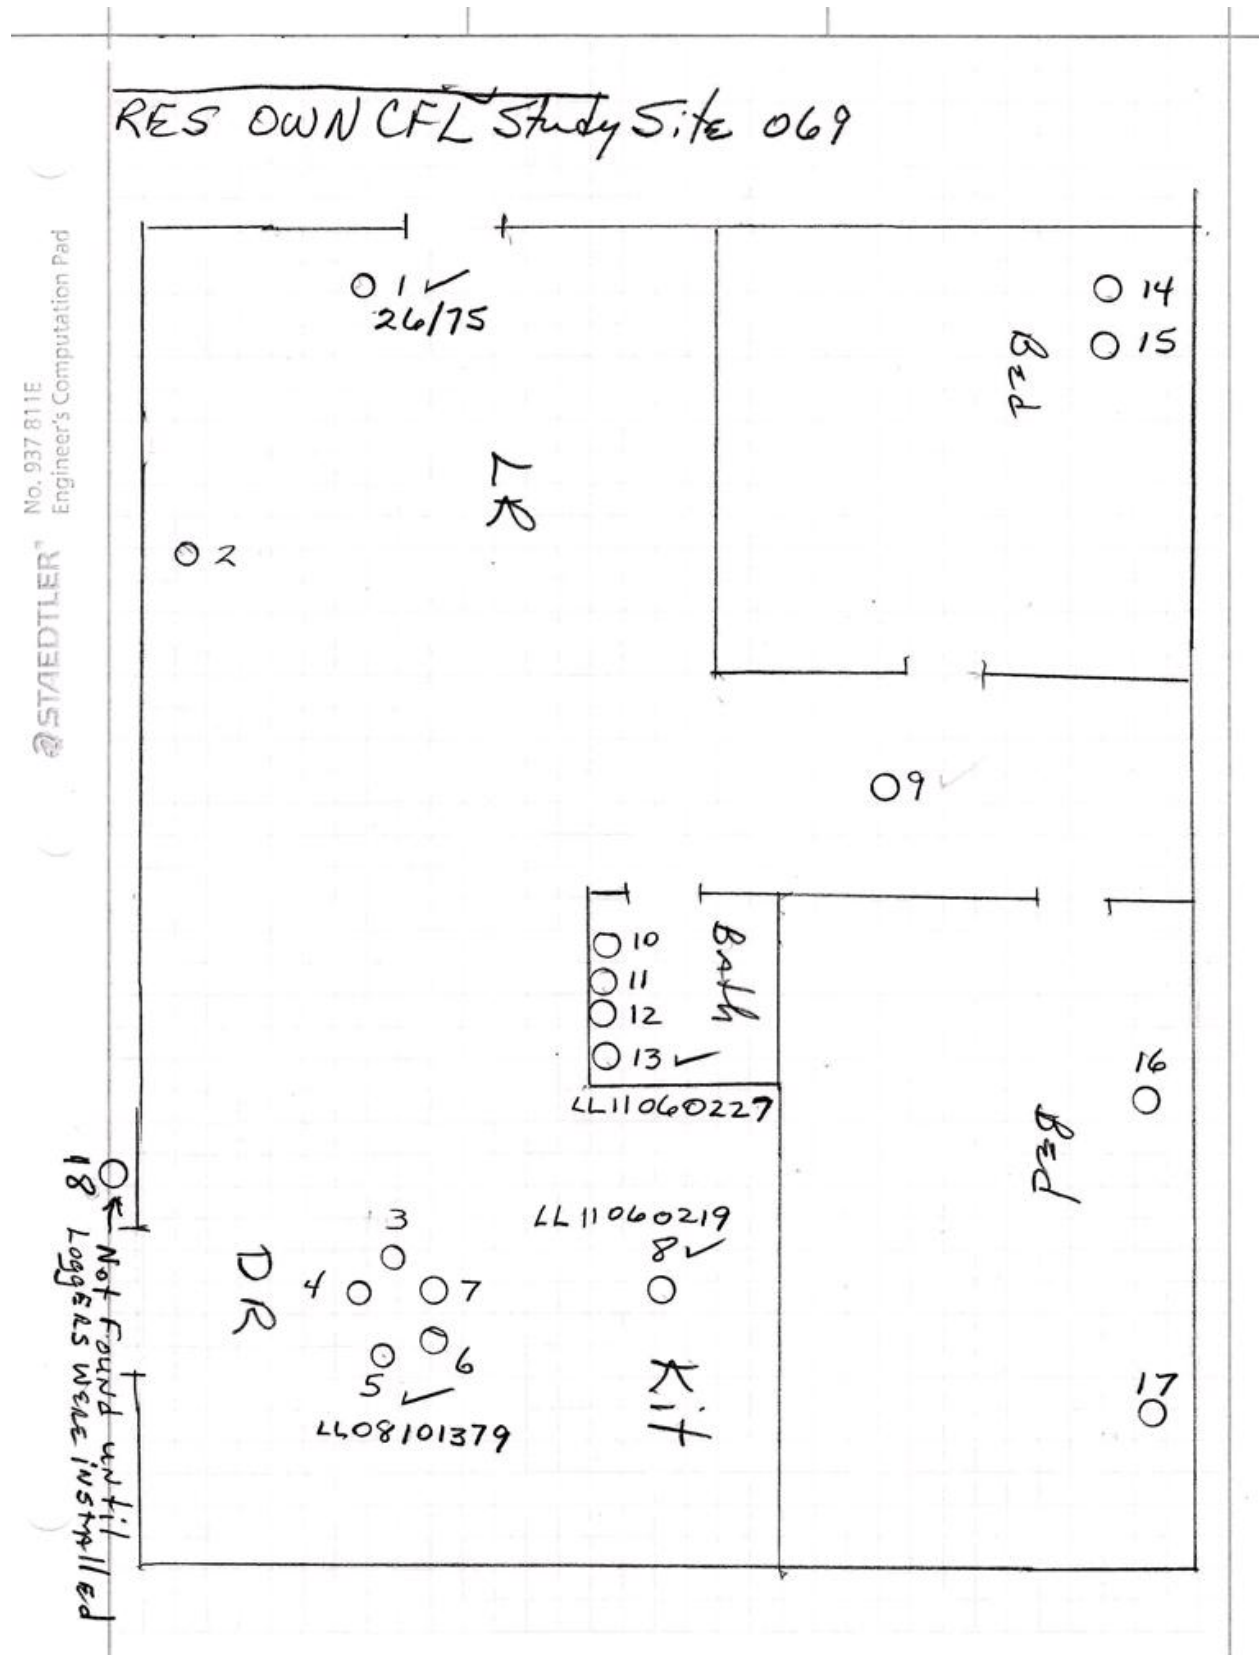 RES OWN CFL Study Site 069
No. 937 811E
Engineer's Computation Pad
STAEDTLER
1 ✓
26/75
14
15
Bed
LR
2
9 ✓
10
11
12
13 ✓
Bath
LL11060227
16
Bed
3
4
7
6
5 ✓
LL08101379
DR
LL11060219
8 ✓
Kit
17
18
Not Found until
Loggers were installed